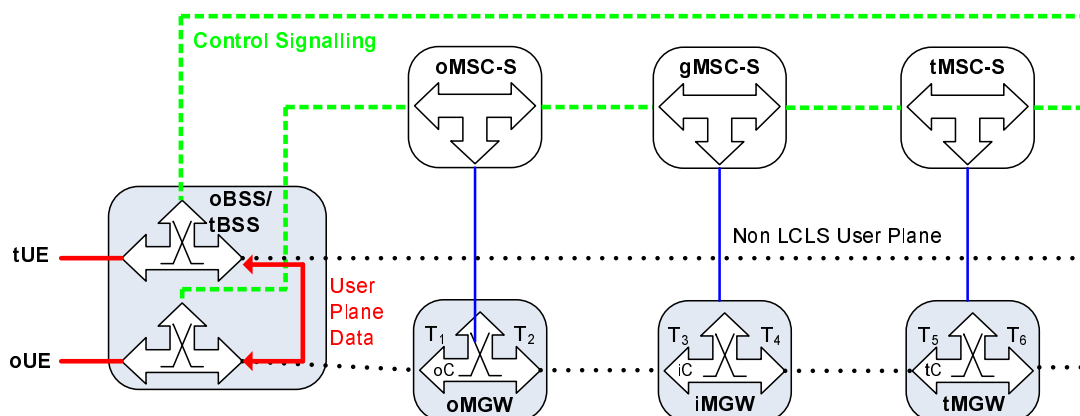 Control Signalling
oMSC-S
gMSC-S
tMSC-S
oBSS/
tBSS
tUE
Non LCLS User Plane
User
Plane
Data
oUE
T1
T2
oC
oMGW
T3
T4
iC
iMGW
T5
T6
tC
tMGW